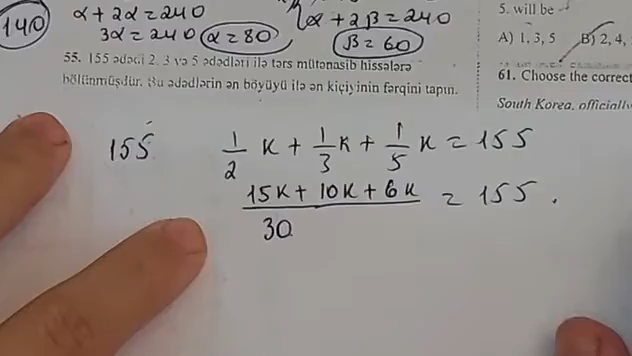 140
α + 2α = 240
3α = 240 α = 80
α + 2β = 240
β = 60
55. 155 ədədi 2, 3 və 5 ədədləri ilə tərs mütənasib hissələrə
bölünmüşdür. Bu ədədlərin ən böyüyü ilə ən kiçiyinin fərqini tapın.
155 1/2 K + 1/3 K + 1/5 K = 155
15K + 10K + 6K / 30 = 155 .
5. will be
A) 1, 3, 5 B) 2, 4,
61. Choose the correct
South Korea, officially